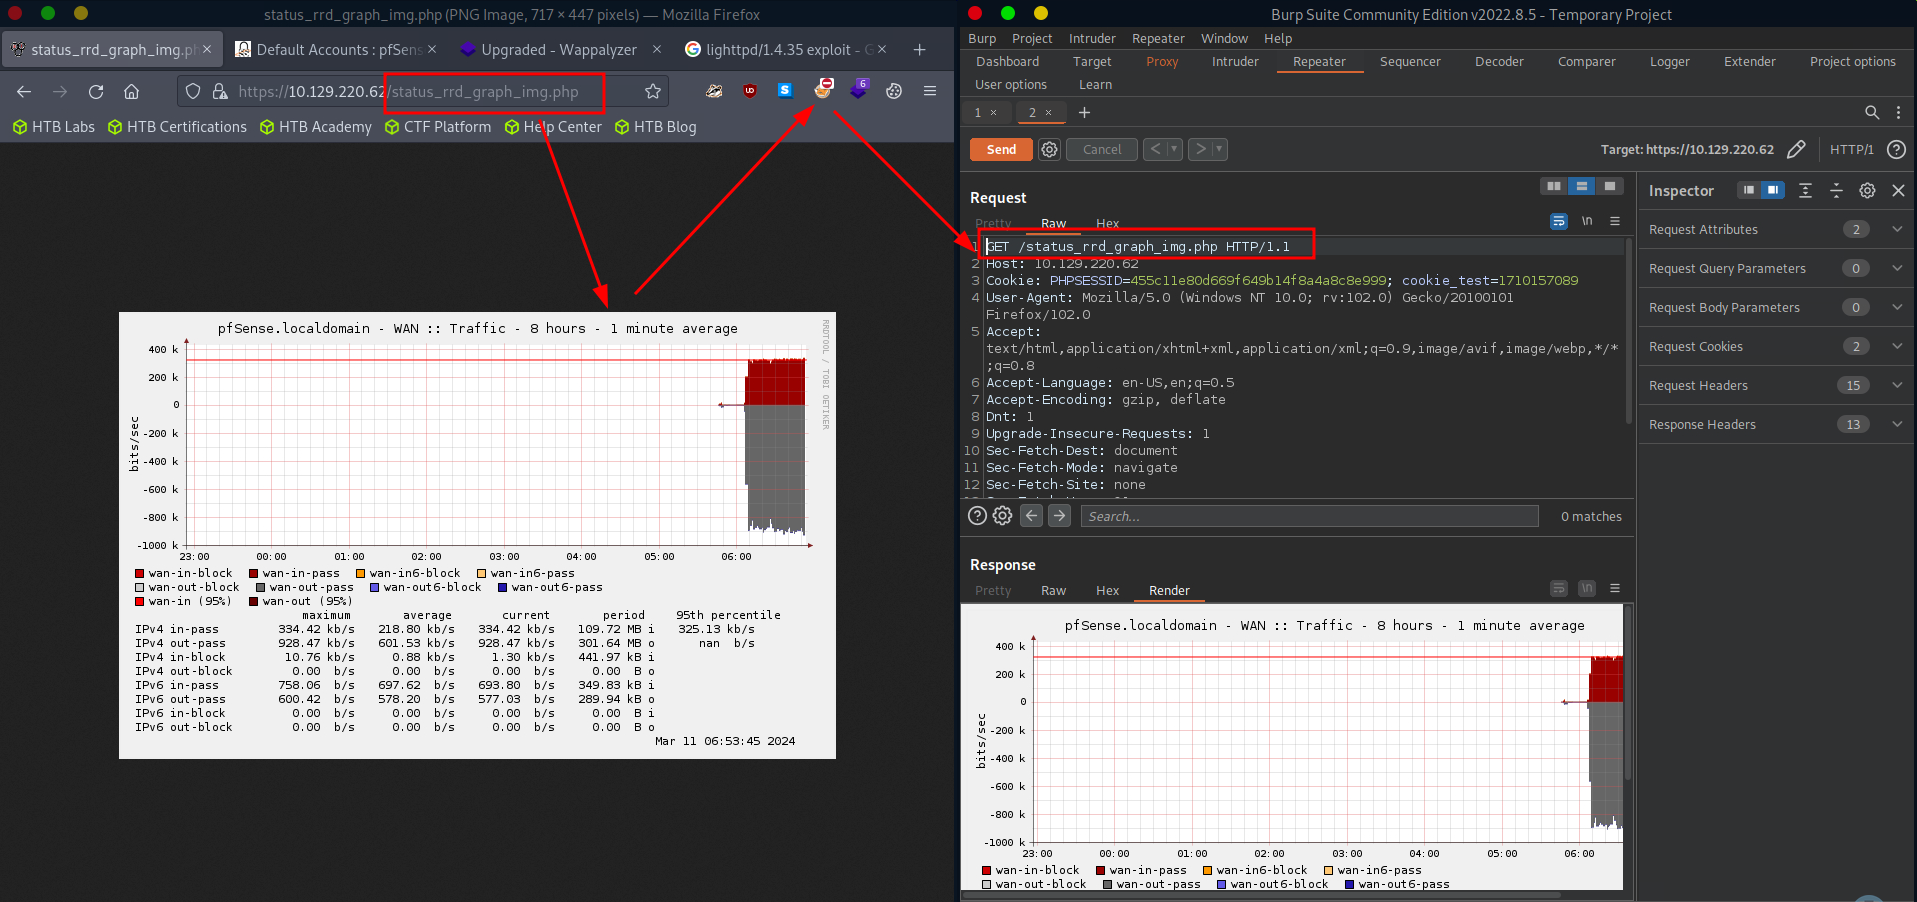 status_rrd_graph_img.php (PNG Image, 717 × 447 pixels) — Mozilla Firefox
status_rrd_graph_img.ph ×
Default Accounts : pfSens ×
Upgraded - Wappalyzer ×
lighttpd/1.4.35 exploit - G ×
https://10.129.220.62/status_rrd_graph_img.php
6
HTB Labs
HTB Certifications
HTB Academy
CTF Platform
Help Center
HTB Blog
pfSense.localdomain - WAN :: Traffic - 8 hours - 1 minute average
RRDTOOL / TOBI OETIKER
bits/sec
400 k
200 k
0
-200 k
-400 k
-600 k
-800 k
-1000 k
23:00 00:00 01:00 02:00 03:00 04:00 05:00 06:00
wan-in-block wan-in-pass wan-in6-block wan-in6-pass
wan-out-block wan-out-pass wan-out6-block wan-out6-pass
wan-in (95%) wan-out (95%)
maximum average current period 95th percentile
IPv4 in-pass 334.42 kb/s 218.80 kb/s 334.42 kb/s 109.72 MB i 325.13 kb/s
IPv4 out-pass 928.47 kb/s 601.53 kb/s 928.47 kb/s 301.64 MB o nan b/s
IPv4 in-block 10.76 kb/s 0.88 kb/s 1.30 kb/s 441.97 kB i
IPv4 out-block 0.00 b/s 0.00 b/s 0.00 b/s 0.00 B o
IPv6 in-pass 758.06 b/s 697.62 b/s 693.80 b/s 349.83 kB i
IPv6 out-pass 600.42 b/s 578.20 b/s 577.03 b/s 289.94 kB o
IPv6 in-block 0.00 b/s 0.00 b/s 0.00 b/s 0.00 B i
IPv6 out-block 0.00 b/s 0.00 b/s 0.00 b/s 0.00 B o
Mar 11 06:53:45 2024
Burp Suite Community Edition v2022.8.5 - Temporary Project
Burp Project Intruder Repeater Window Help
Dashboard Target Proxy Intruder Repeater Sequencer Decoder Comparer Logger Extender Project options
User options Learn
1 × 2 × +
Send Cancel < >
Target: https://10.129.220.62 HTTP/1
Request
Pretty Raw Hex
\n
1 GET /status_rrd_graph_img.php HTTP/1.1
2 Host: 10.129.220.62
3 Cookie: PHPSESSID=455c11e80d669f649b14f8a4a8c8e999; cookie_test=1710157089
4 User-Agent: Mozilla/5.0 (Windows NT 10.0; rv:102.0) Gecko/20100101
Firefox/102.0
5 Accept:
text/html,application/xhtml+xml,application/xml;q=0.9,image/avif,image/webp,*/*
;q=0.8
6 Accept-Language: en-US,en;q=0.5
7 Accept-Encoding: gzip, deflate
8 Dnt: 1
9 Upgrade-Insecure-Requests: 1
10 Sec-Fetch-Dest: document
11 Sec-Fetch-Mode: navigate
12 Sec-Fetch-Site: none
Search...
0 matches
Response
Pretty Raw Hex Render
\n
pfSense.localdomain - WAN :: Traffic - 8 hours - 1 minute average
bits/sec
400 k
200 k
0
-200 k
-400 k
-600 k
-800 k
-1000 k
23:00 00:00 01:00 02:00 03:00 04:00 05:00 06:00
wan-in-block wan-in-pass wan-in6-block wan-in6-pass
wan-out-block wan-out-pass wan-out6-block wan-out6-pass
Inspector
Request Attributes 2
Request Query Parameters 0
Request Body Parameters 0
Request Cookies 2
Request Headers 15
Response Headers 13